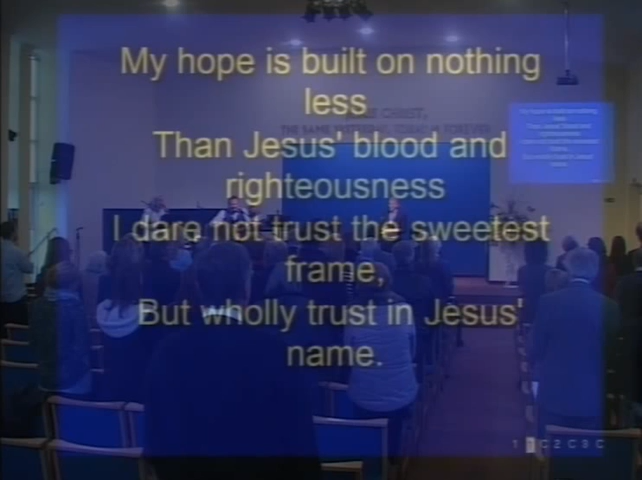 My hope is built on nothing
less
Than Jesus' blood and
righteousness
I dare not trust the sweetest
frame,
But wholly trust in Jesus'
name.